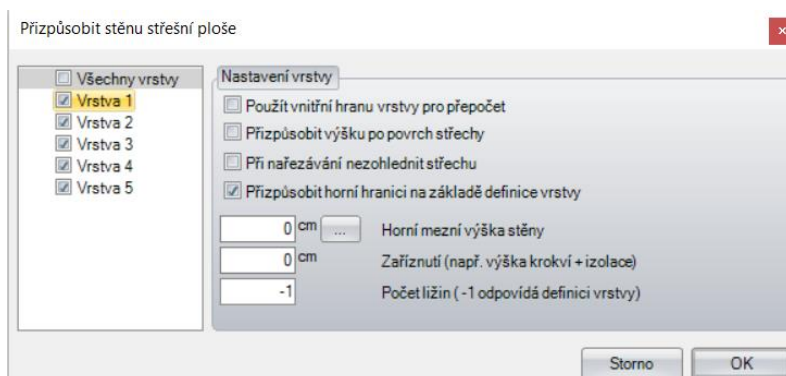 Přizpůsobit stěnu střešní ploše
Všechny vrstvy
Vrstva 1
Vrstva 2
Vrstva 3
Vrstva 4
Vrstva 5
Nastavení vrstvy
Použít vnitřní hranu vrstvy pro přepočet
Přizpůsobit výšku po povrch střechy
Při nařezávání nezohlednit střechu
Přizpůsobit horní hranici na základě definice vrstvy
0 cm ... Horní mezní výška stěny
0 cm Zaříznutí (např. výška krokví + izolace)
-1 Počet ližin ( -1 odpovídá definici vrstvy)
Storno OK